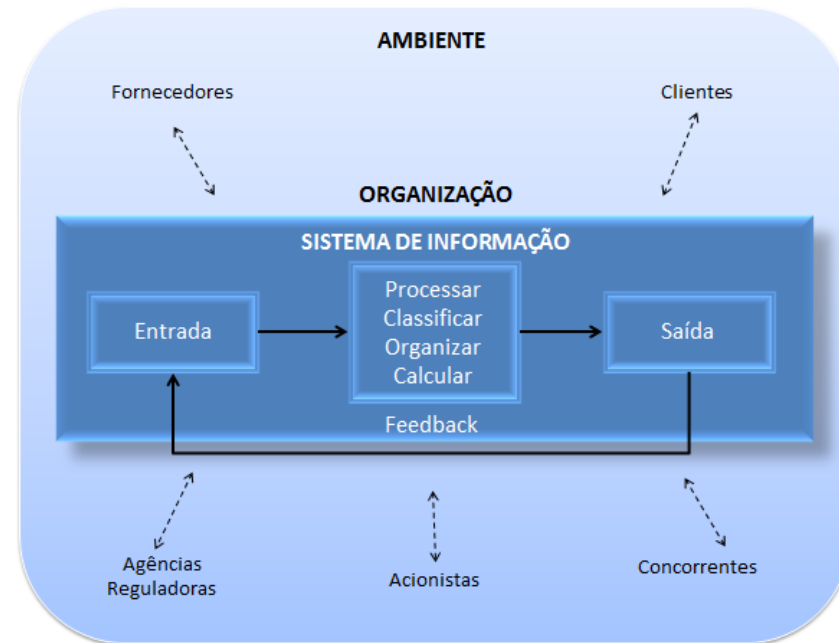 AMBIENTE
Fornecedores
Clientes
ORGANIZAÇÃO
SISTEMA DE INFORMAÇÃO
Entrada
Processar
Classificar
Organizar
Calcular
Saída
Feedback
Agências
Reguladoras
Acionistas
Concorrentes